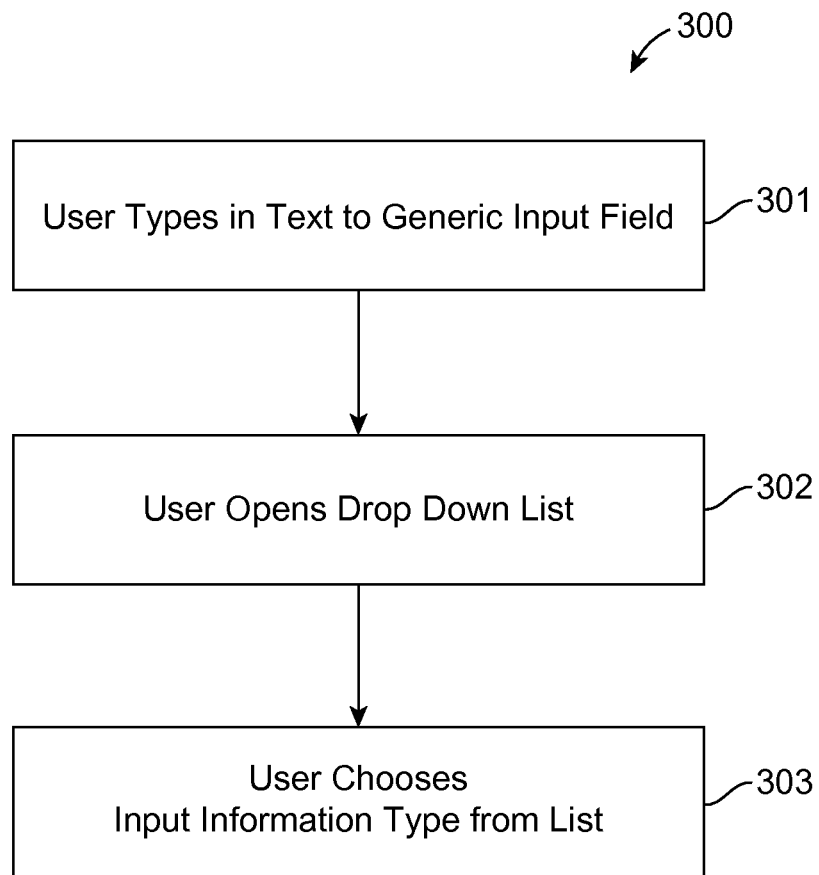 300
User Types in Text to Generic Input Field
301
User Opens Drop Down List
302
User Chooses
Input Information Type from List
303